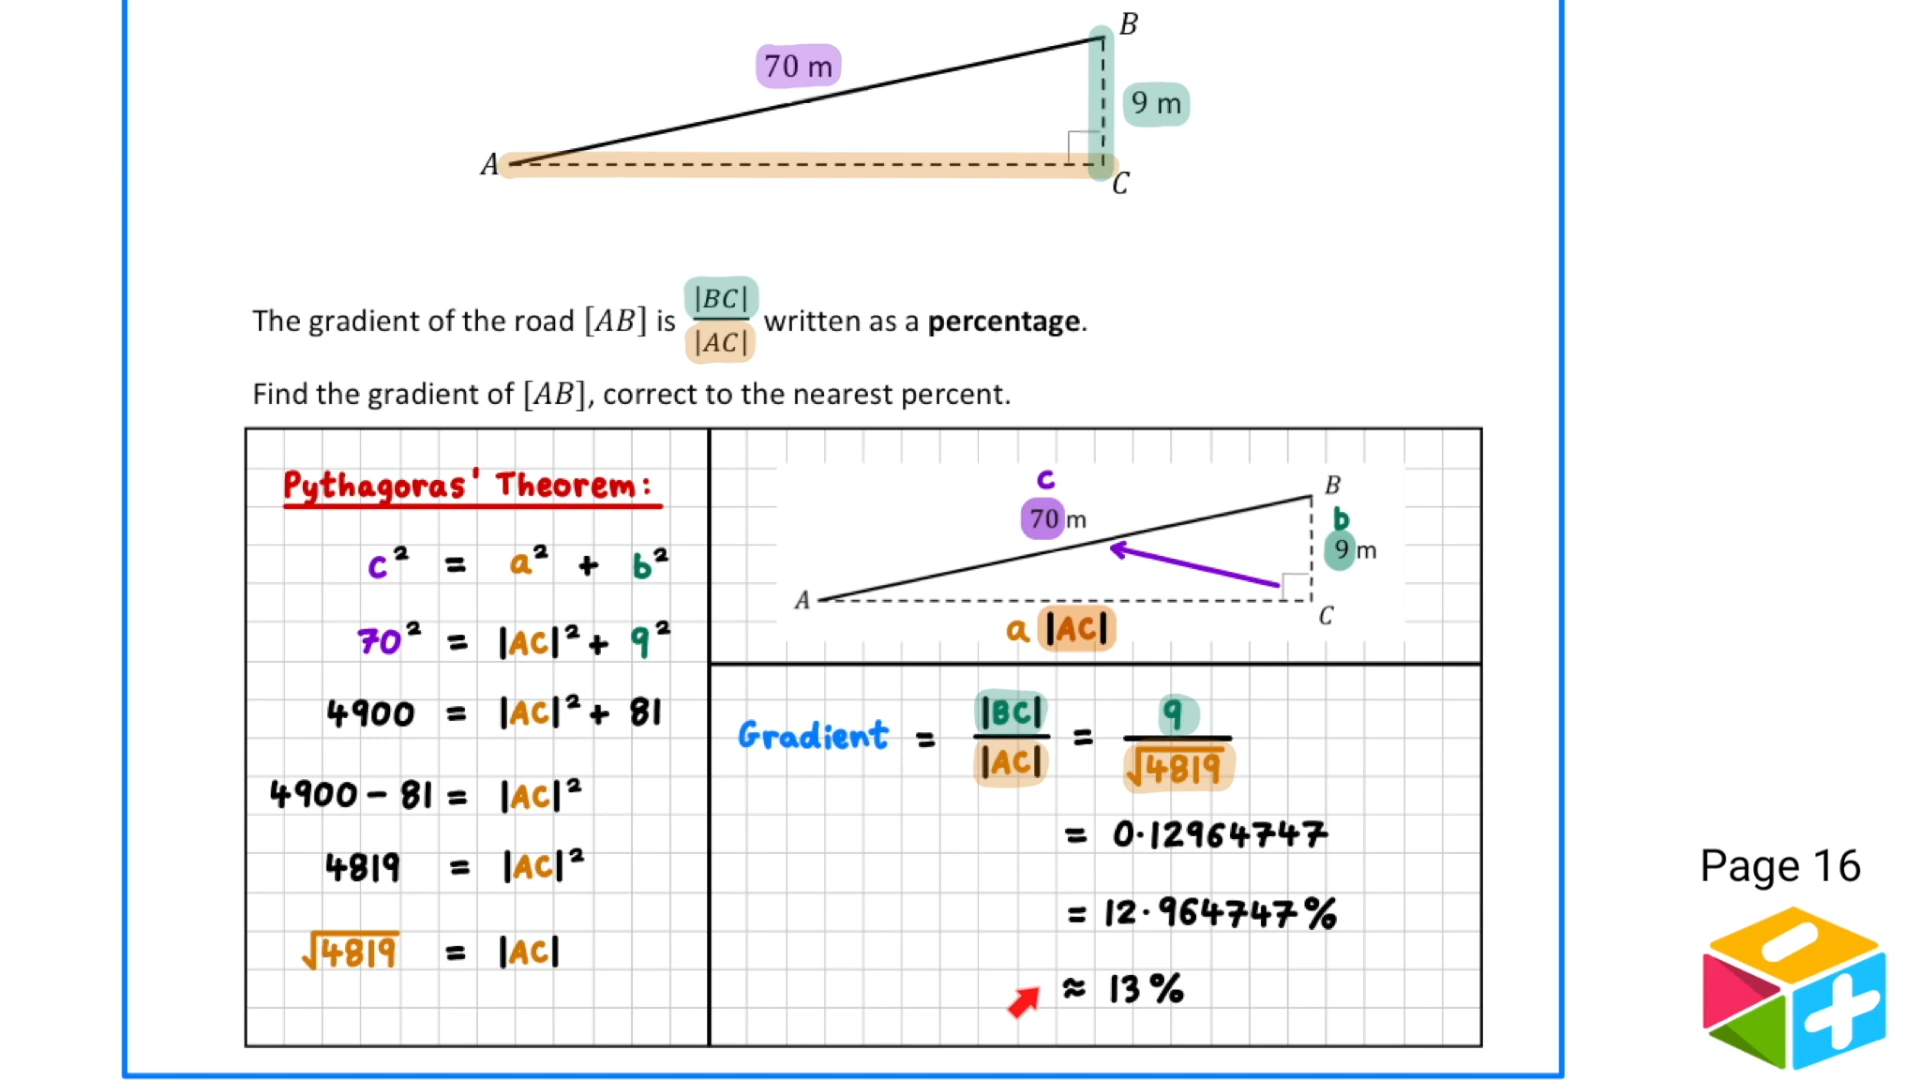 B
70 m
9 m
A
C
The gradient of the road [AB] is |BC| / |AC| written as a percentage.
Find the gradient of [AB], correct to the nearest percent.
Pythagoras' Theorem:
c² = a² + b²
70² = |AC|² + 9²
4900 = |AC|² + 81
4900 – 81 = |AC|²
4819 = |AC|²
√4819 = |AC|
c
B
70 m
b
9 m
A
C
a |AC|
Gradient = |BC| / |AC| = 9 / √4819
= 0·12964747
= 12·964747%
≈ 13%
Page 16